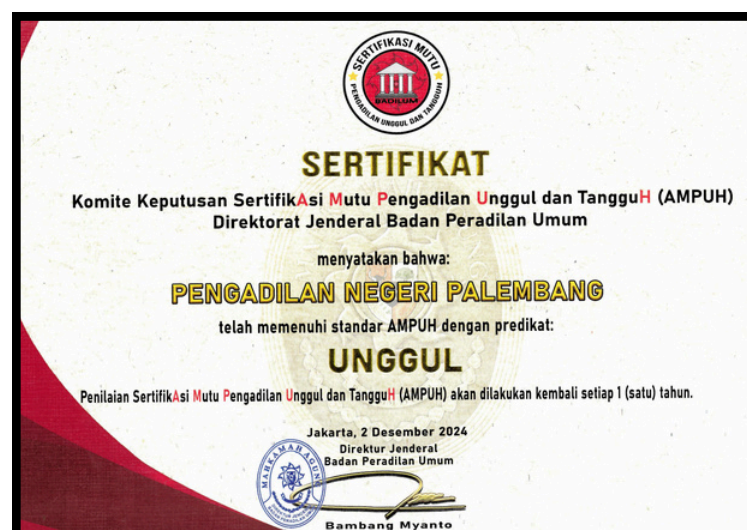 SERTIFIKASI MUTU
BADILUM
PENGADILAN UNGGUL DAN TANGGUH
SERTIFIKAT
Komite Keputusan SertifikAsi Mutu Pengadilan Unggul dan TangguH (AMPUH)
Direktorat Jenderal Badan Peradilan Umum
menyatakan bahwa:
PENGADILAN NEGERI PALEMBANG
telah memenuhi standar AMPUH dengan predikat:
UNGGUL
Penilaian SertifikAsi Mutu Pengadilan Unggul dan TangguH (AMPUH) akan dilakukan kembali setiap 1 (satu) tahun.
Jakarta, 2 Desember 2024
Direktur Jenderal
Badan Peradilan Umum
MAHKAMAH AGUNG
Bambang Myanto